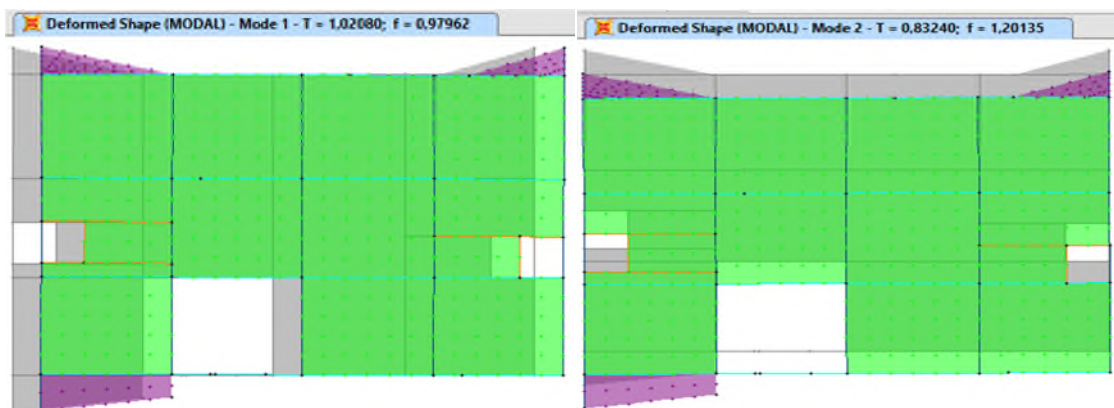 Deformed Shape (MODAL) - Mode 1 - T = 1,02080; f = 0,97962
Deformed Shape (MODAL) - Mode 2 - T = 0,83240; f = 1,20135